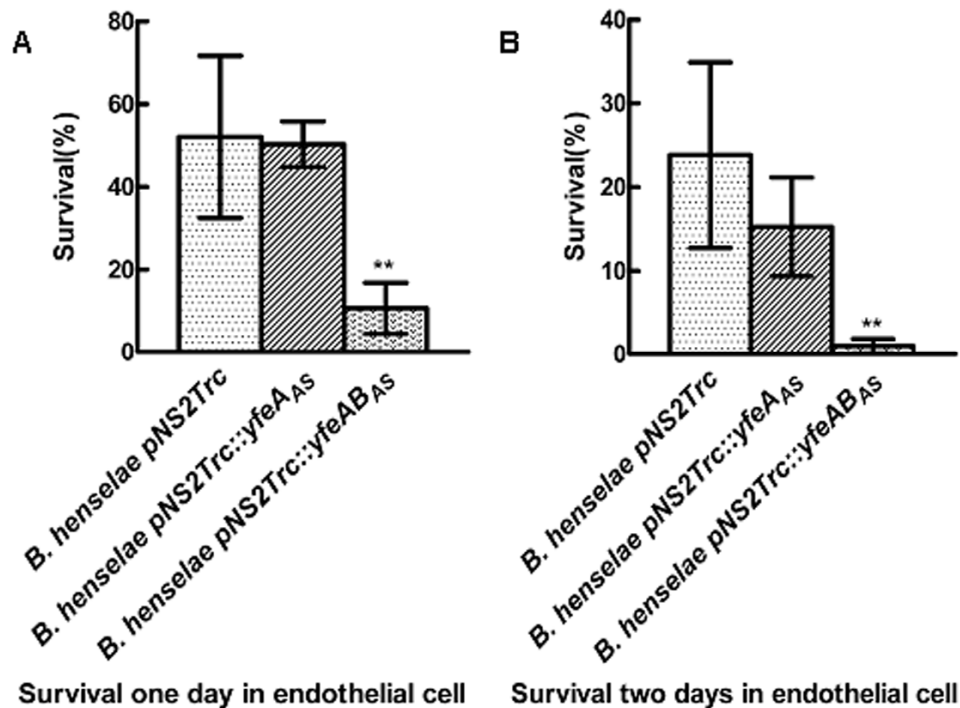 A
Survival(%)
80
60
40
20
0
**
B. henselae pNS2Trc
B. henselae pNS2Trc::yfeAAS
B. henselae pNS2Trc::yfeABAS
Survival one day in endothelial cell
B
Survival(%)
40
30
20
10
0
**
B. henselae pNS2Trc
B. henselae pNS2Trc::yfeAAS
B. henselae pNS2Trc::yfeABAS
Survival two days in endothelial cell